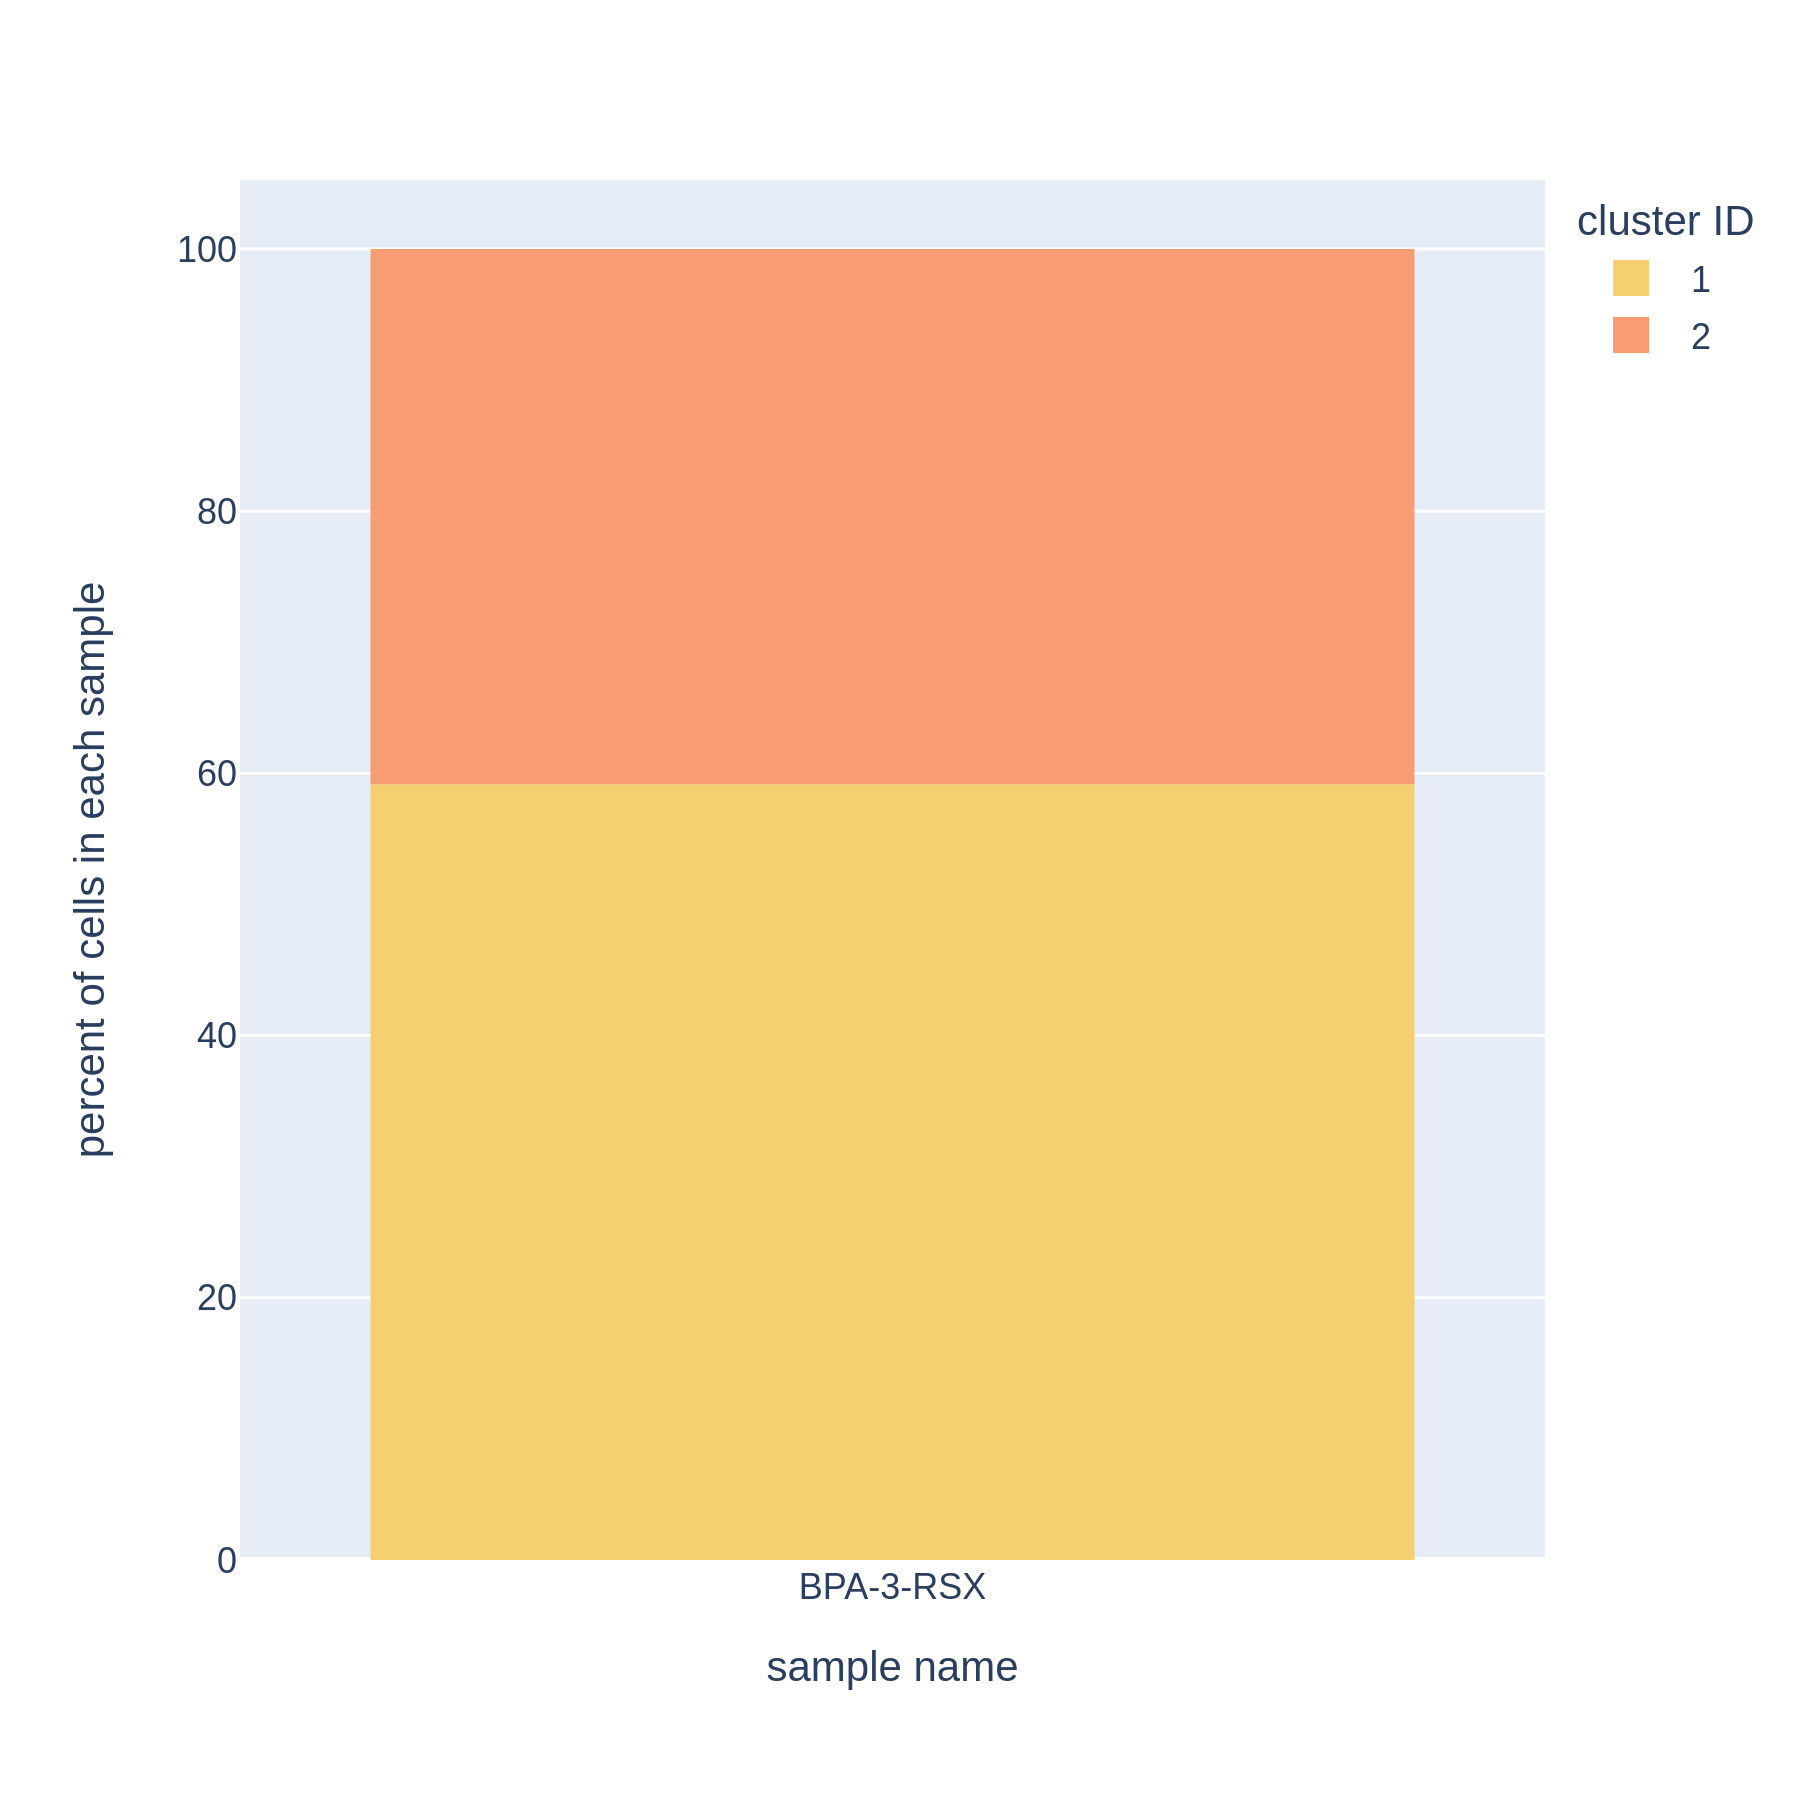 cluster ID
1
2
100
80
60
40
20
0
percent of cells in each sample
BPA-3-RSX
sample name